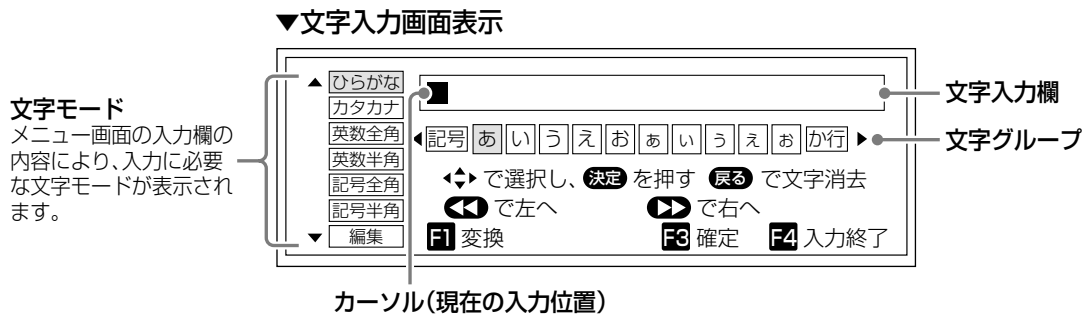 ▼文字入力画面表示
文字モード
メニュー画面の入力欄の
内容により、入力に必要
な文字モードが表示され
ます。
▲ ひらがな
カタカナ
英数全角
英数半角
記号全角
記号半角
▼ 編集
文字入力欄
◀ 記号 あ い う え お ぁ ぃ ぅ ぇ ぉ か行 ▶
文字グループ
で選択し、 決定 を押す 戻る で文字消去
◀◀ で左へ ▶▶ で右へ
F1 変換 F3 確定 F4 入力終了
カーソル(現在の入力位置)